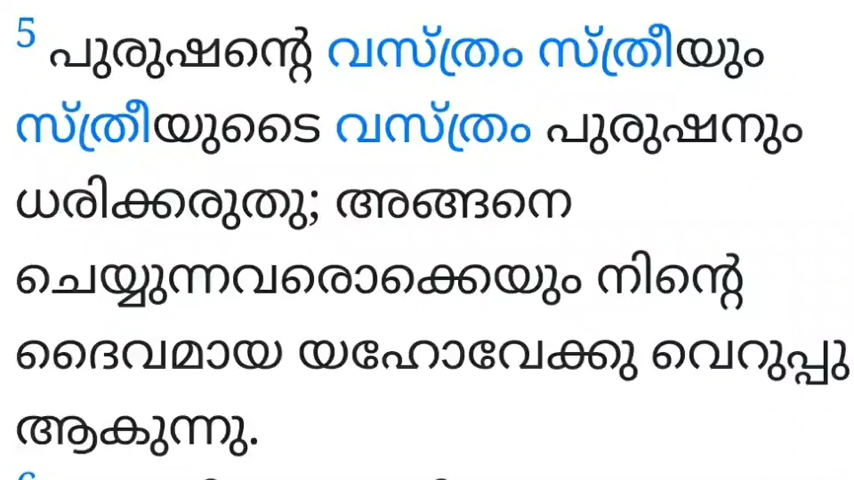 5 പുരുഷന്റെ വസ്ത്രം സ്ത്രീയും
സ്ത്രീയുടൈ വസ്ത്രം പുരുഷനും
ധരിക്കരുതു; അങ്ങനെ
ചെയ്യുന്നവരൊക്കെയും നിന്റെ
ദൈവമായ യഹോവേക്കു വെറുപ്പു
ആകുന്നു.